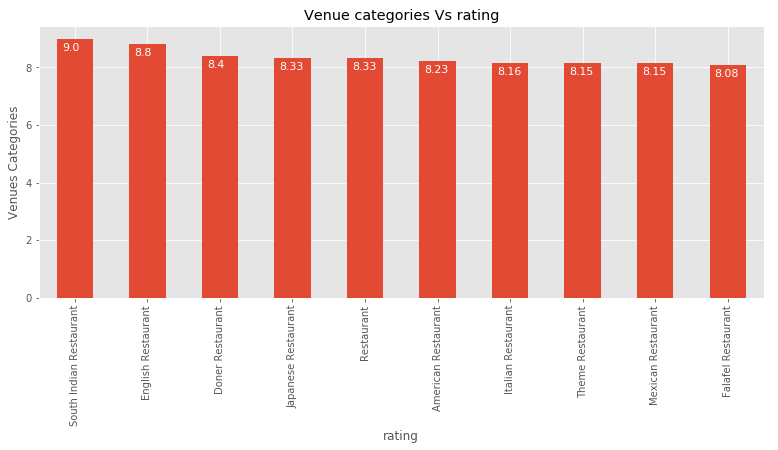 Venue categories Vs rating
Venues Categories
8
6
4
2
0
9.0
8.8
8.4
8.33
8.33
8.23
8.16
8.15
8.15
8.08
South Indian Restaurant
English Restaurant
Doner Restaurant
Japanese Restaurant
Restaurant
American Restaurant
Italian Restaurant
Theme Restaurant
Mexican Restaurant
Falafel Restaurant
rating